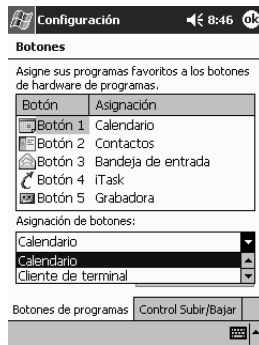 Configuración 8:46 ok
Botones
Asigne sus programas favoritos a los botones
de hardware de programas.
Botón Asignación
Botón 1 Calendario
Botón 2 Contactos
Botón 3 Bandeja de entrada
Botón 4 iTask
Botón 5 Grabadora
Asignación de botones:
Calendario
Calendario
Cliente de terminal
Botones de programas Control Subir/Bajar